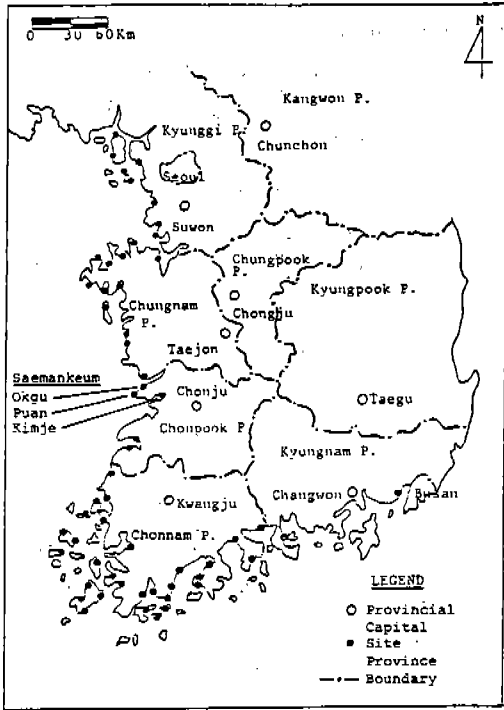 0 30 60Km
N
Kangwon P.
Kyunggi P.
Chunchon
Seoul
Suwon
Chungpook
P.
Kyungpook P.
Chungnam
P.
Chongju
Taejon
Saemankeum
Okgu
Puan
Kimje
Chonju
Chonpook P
Taegu
Kyungnam P.
Changwon
Busan
Kwangju
Chonnam P.
LEGEND
Provincial
Capital
Site
Province
Boundary